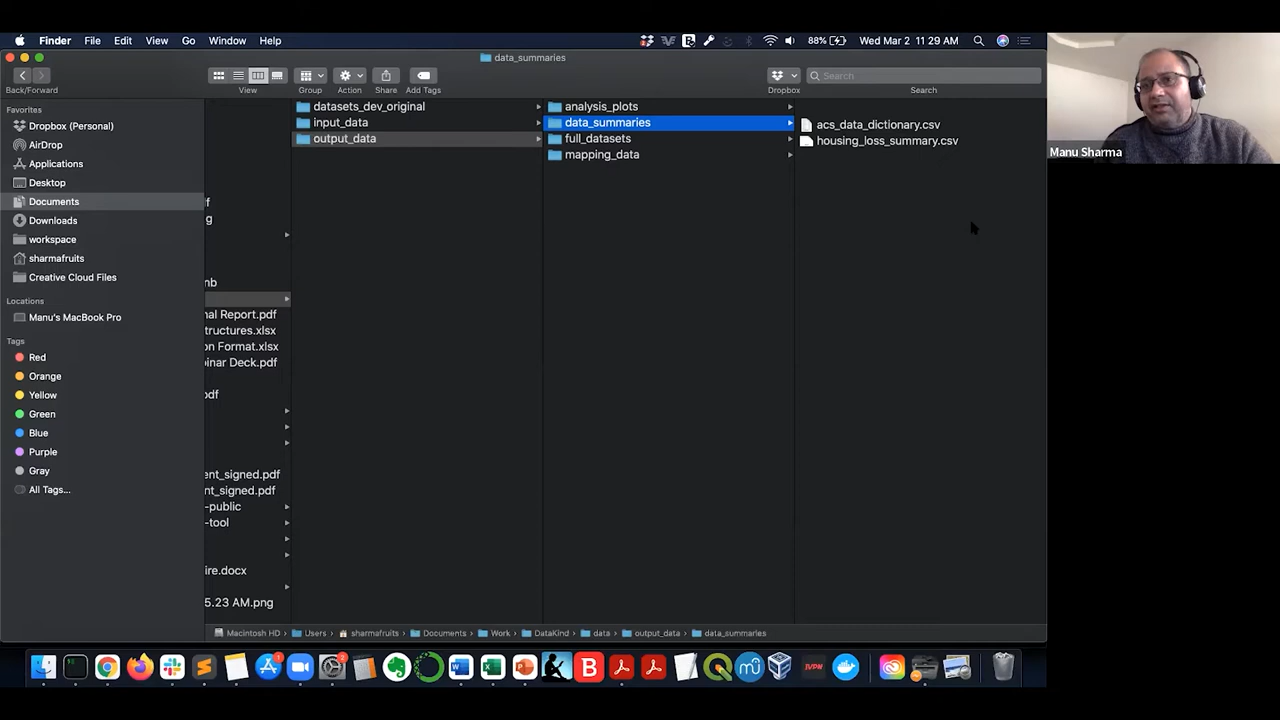 Finder File Edit View Go Window Help 88% Wed Mar 2 11:29 AM
data_summaries
Search
Back/Forward View Group Action Share Add Tags Dropbox Search
Favorites
Dropbox (Personal)
AirDrop
Applications
Desktop
Documents
Downloads
workspace
sharmafruits
Creative Cloud Files
Locations
Manu's MacBook Pro
Tags
Red
Orange
Yellow
Green
Blue
Purple
Gray
All Tags...
ff
ng
nb
nal Report.pdf
tructures.xlsx
on Format.xlsx
binar Deck.pdf
pdf
ent_signed.pdf
ent_signed.pdf
-public
-tool
ire.docx
5.23 AM.png
datasets_dev_original
input_data
output_data
analysis_plots
data_summaries
full_datasets
mapping_data
acs_data_dictionary.csv
housing_loss_summary.csv
Macintosh HD Users sharmafruits Documents Work DataKind data output_data data_summaries
Manu Sharma